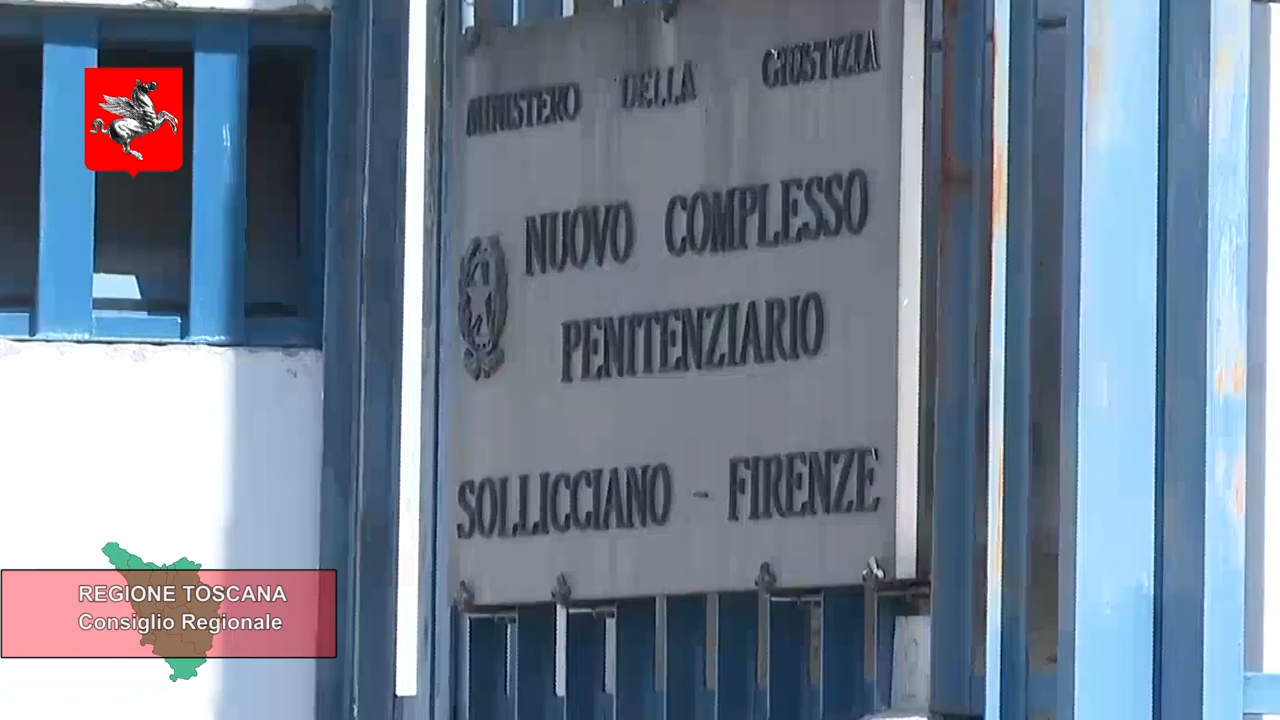 MINISTERO DELLA GIUSTIZIA
NUOVO COMPLESSO
PENITENZIARIO
SOLLICCIANO - FIRENZE
REGIONE TOSCANA
Consiglio Regionale